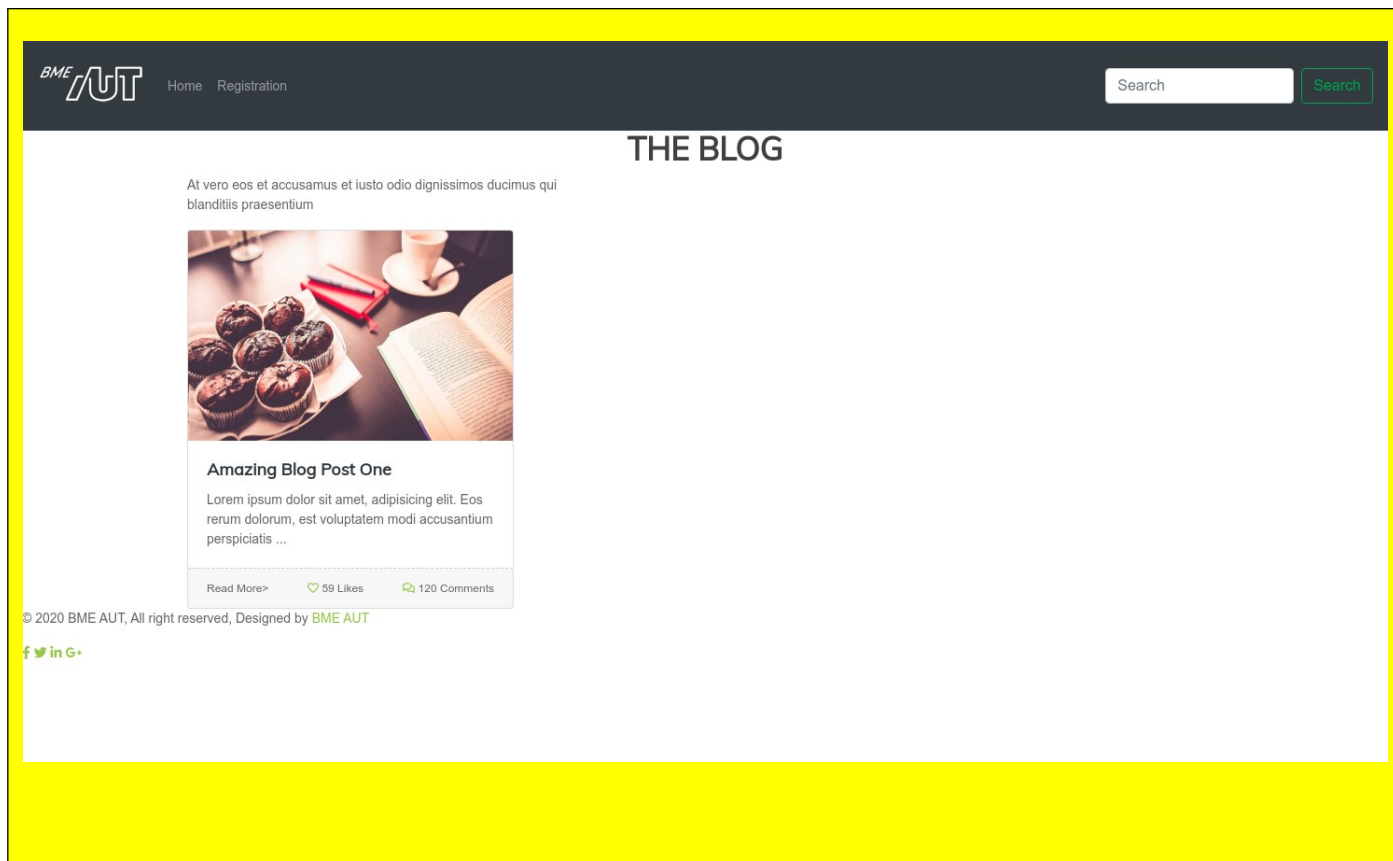 BME AUT
Home Registration
Search Search
THE BLOG
At vero eos et accusamus et iusto odio dignissimos ducimus qui
blanditiis praesentium
Amazing Blog Post One
Lorem ipsum dolor sit amet, adipisicing elit. Eos
rerum dolorum, est voluptatem modi accusantium
perspiciatis ...
Read More> 59 Likes 120 Comments
© 2020 BME AUT, All right reserved, Designed by BME AUT
f in G+